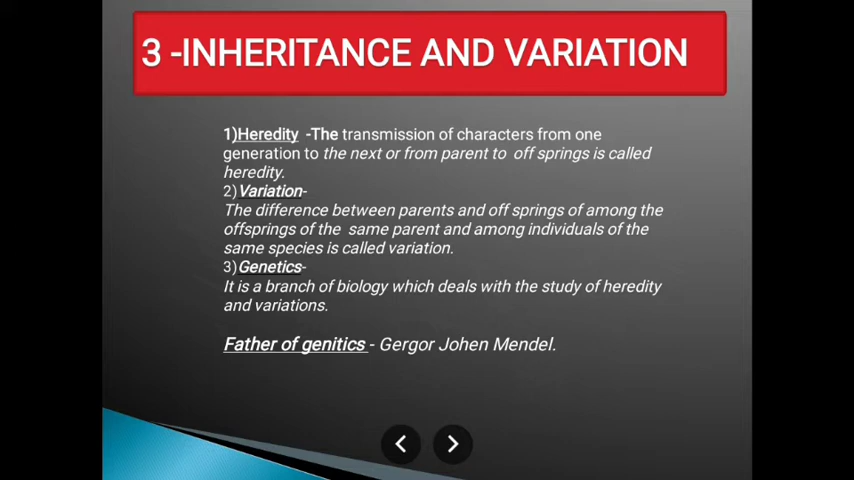 3 -INHERITANCE AND VARIATION
1)Heredity -The transmission of characters from one
generation to the next or from parent to off springs is called
heredity.
2)Variation-
The difference between parents and off springs of among the
offsprings of the same parent and among individuals of the
same species is called variation.
3)Genetics-
It is a branch of biology which deals with the study of heredity
and variations.
Father of genitics - Gergor Johen Mendel.